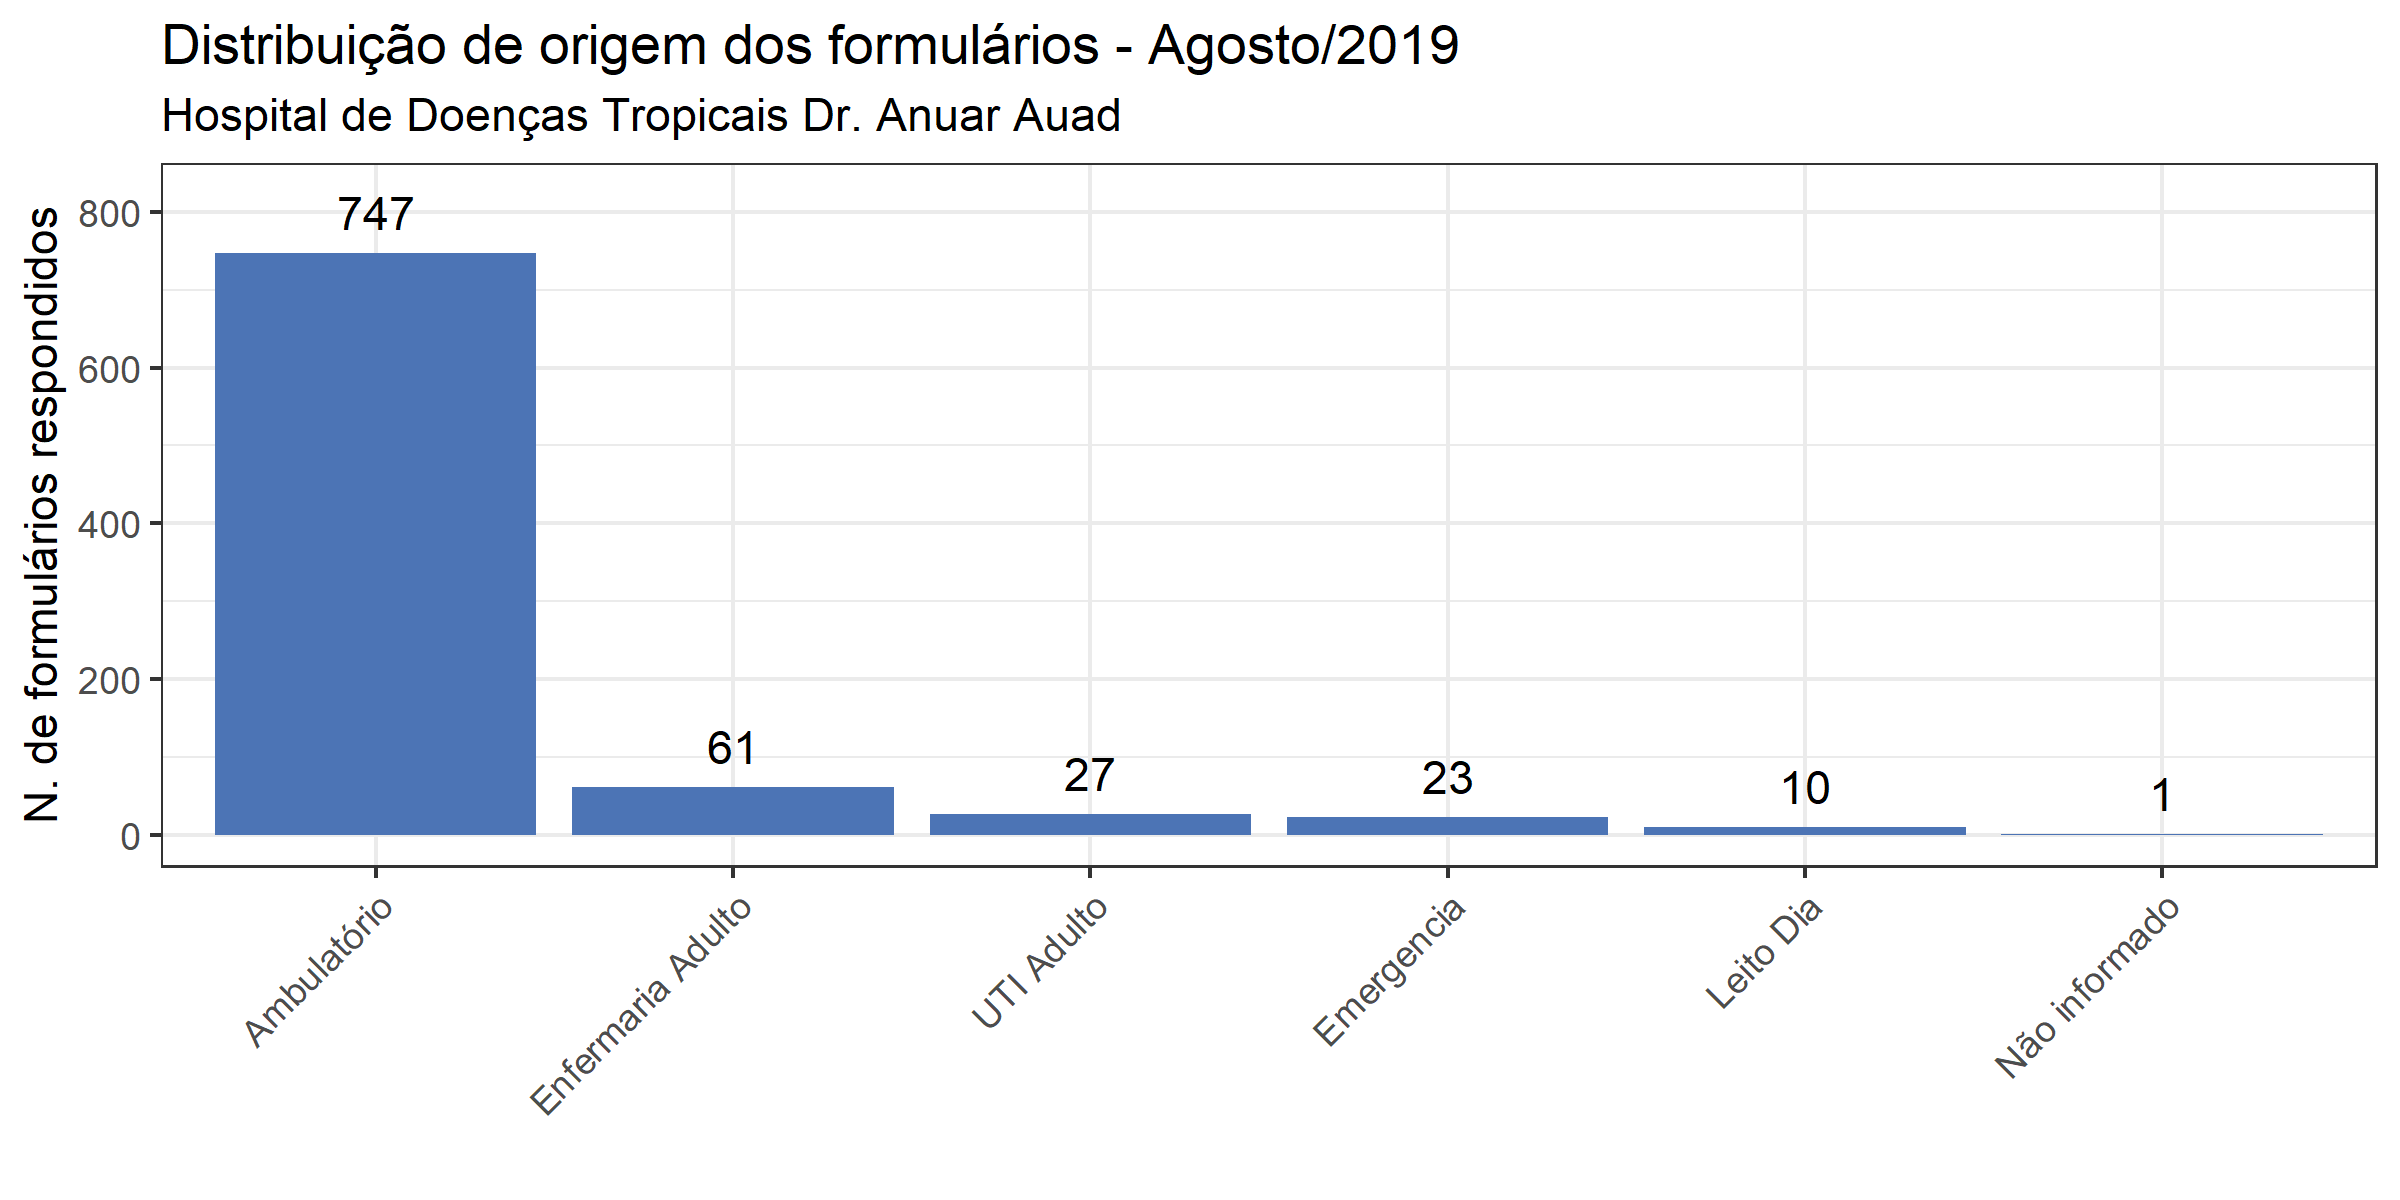 Distribuição de origem dos formulários - Agosto/2019
Hospital de Doenças Tropicais Dr. Anuar Auad
N. de formulários respondidos
800
600
400
200
0
747
61
27
23
10
1
Ambulatório
Enfermaria Adulto
UTI Adulto
Emergencia
Leito Dia
Não informado